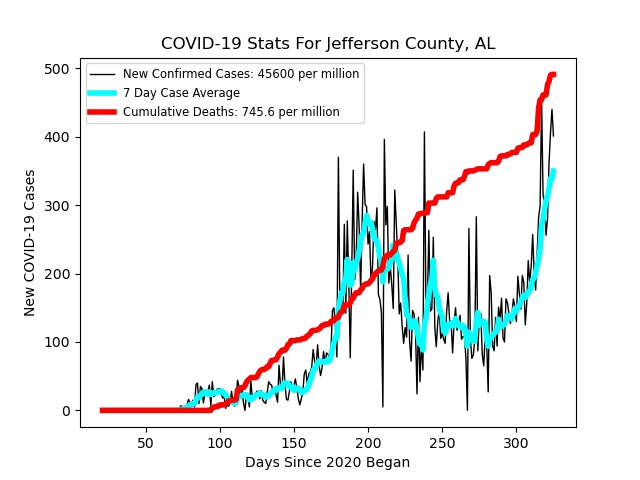 COVID-19 Stats For Jefferson County, AL
New Confirmed Cases: 45600 per million
7 Day Case Average
Cumulative Deaths: 745.6 per million
New COVID-19 Cases
500
400
300
200
100
0
50 100 150 200 250 300
Days Since 2020 Began